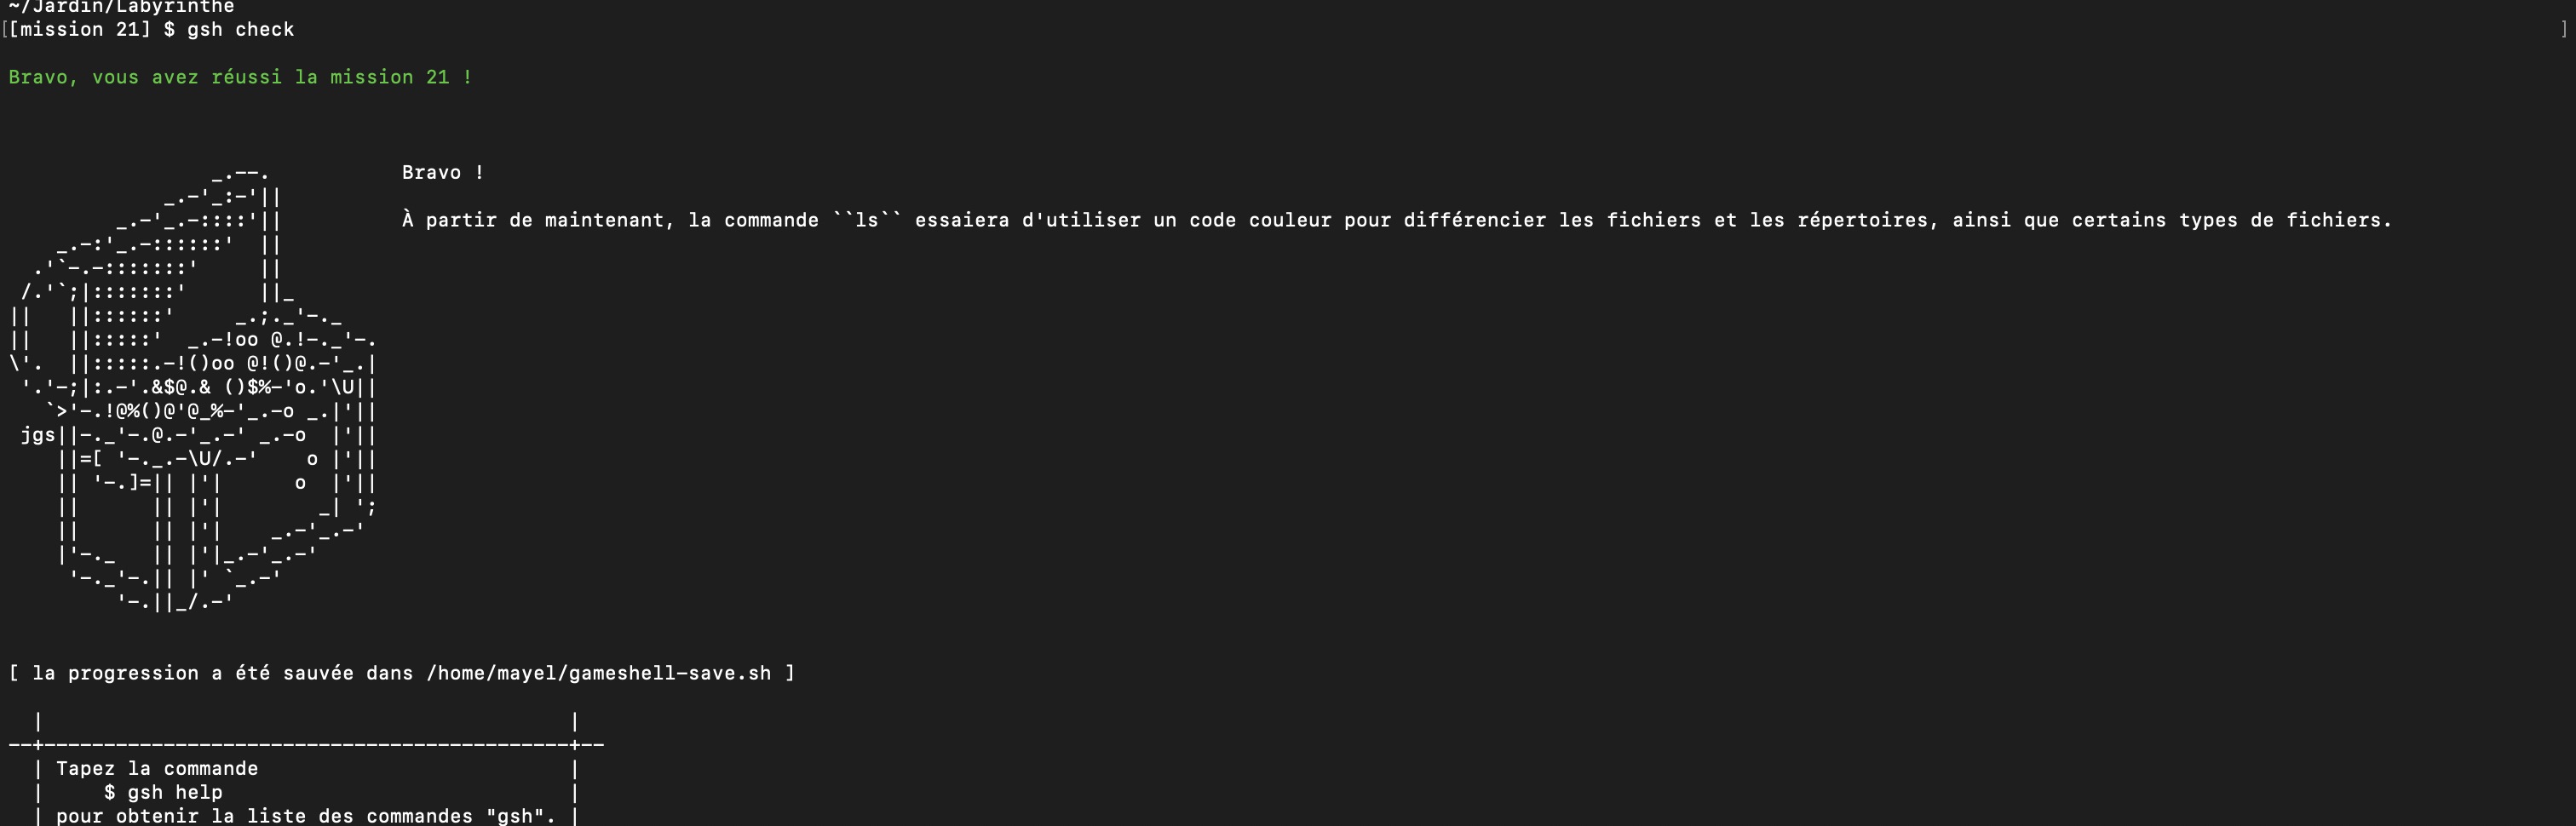 ~/Jardin/Labyrinthe
[[mission 21] $ gsh check ]
Bravo, vous avez réussi la mission 21 !
Bravo !
À partir de maintenant, la commande ``ls`` essaiera d'utiliser un code couleur pour différencier les fichiers et les répertoires, ainsi que certains types de fichiers.
jgs
[ la progression a été sauvée dans /home/mayel/gameshell-save.sh ]
Tapez la commande
$ gsh help
pour obtenir la liste des commandes "gsh".